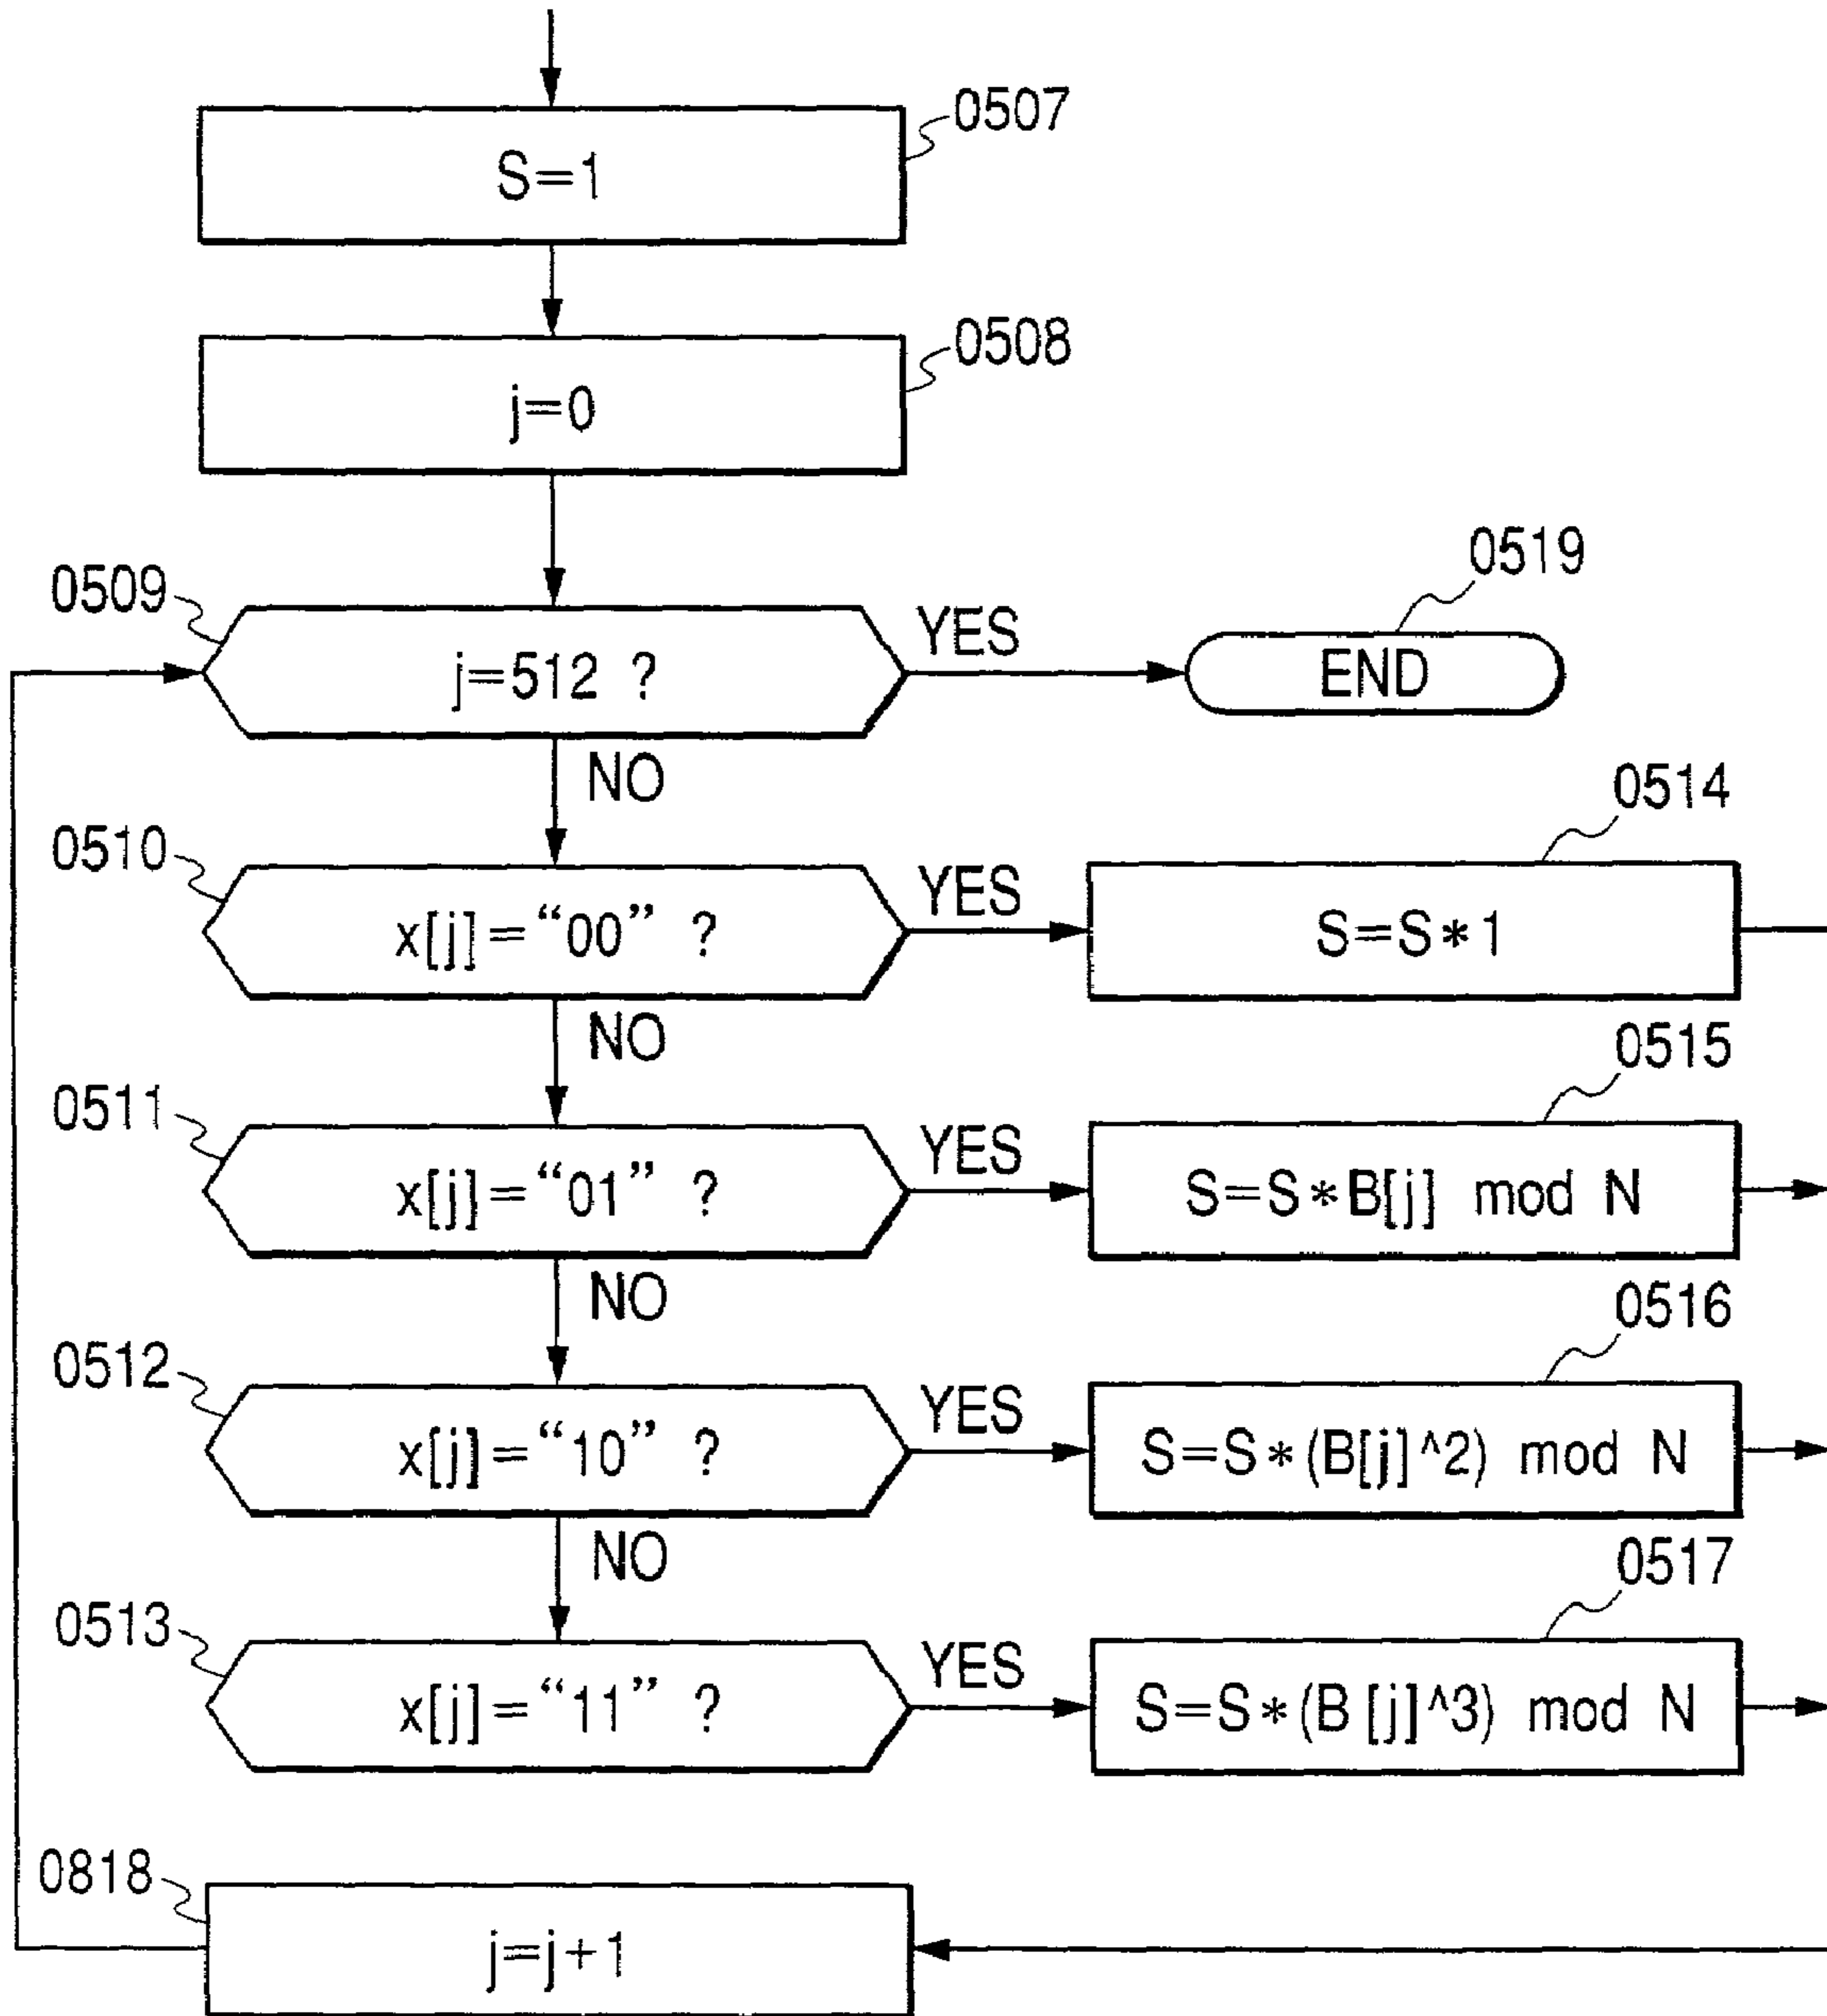 0507
S=1
0508
j=0
0509
j=512 ?
YES
0519
END
NO
0510
x[j]=“00” ?
YES
0514
S=S*1
NO
0511
x[j]=“01” ?
YES
0515
S=S*B[j] mod N
NO
0512
x[j]=“10” ?
YES
0516
S=S*(B[j]^2) mod N
NO
0513
x[j]=“11” ?
YES
0517
S=S*(B[j]^3) mod N
0818
j=j+1